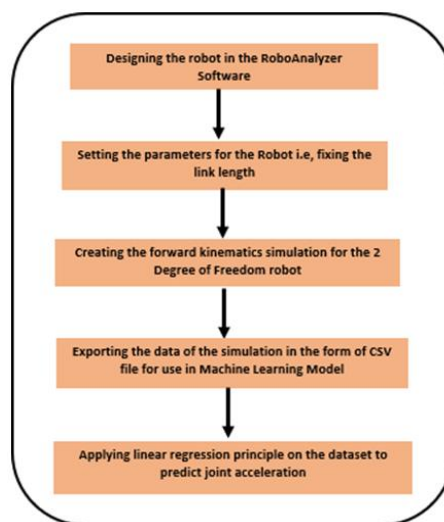 Designing the robot in the RoboAnalyzer
Software
Setting the parameters for the Robot i.e, fixing the
link length
Creating the forward kinematics simulation for the 2
Degree of Freedom robot
Exporting the data of the simulation in the form of CSV
file for use in Machine Learning Model
Applying linear regression principle on the dataset to
predict joint acceleration